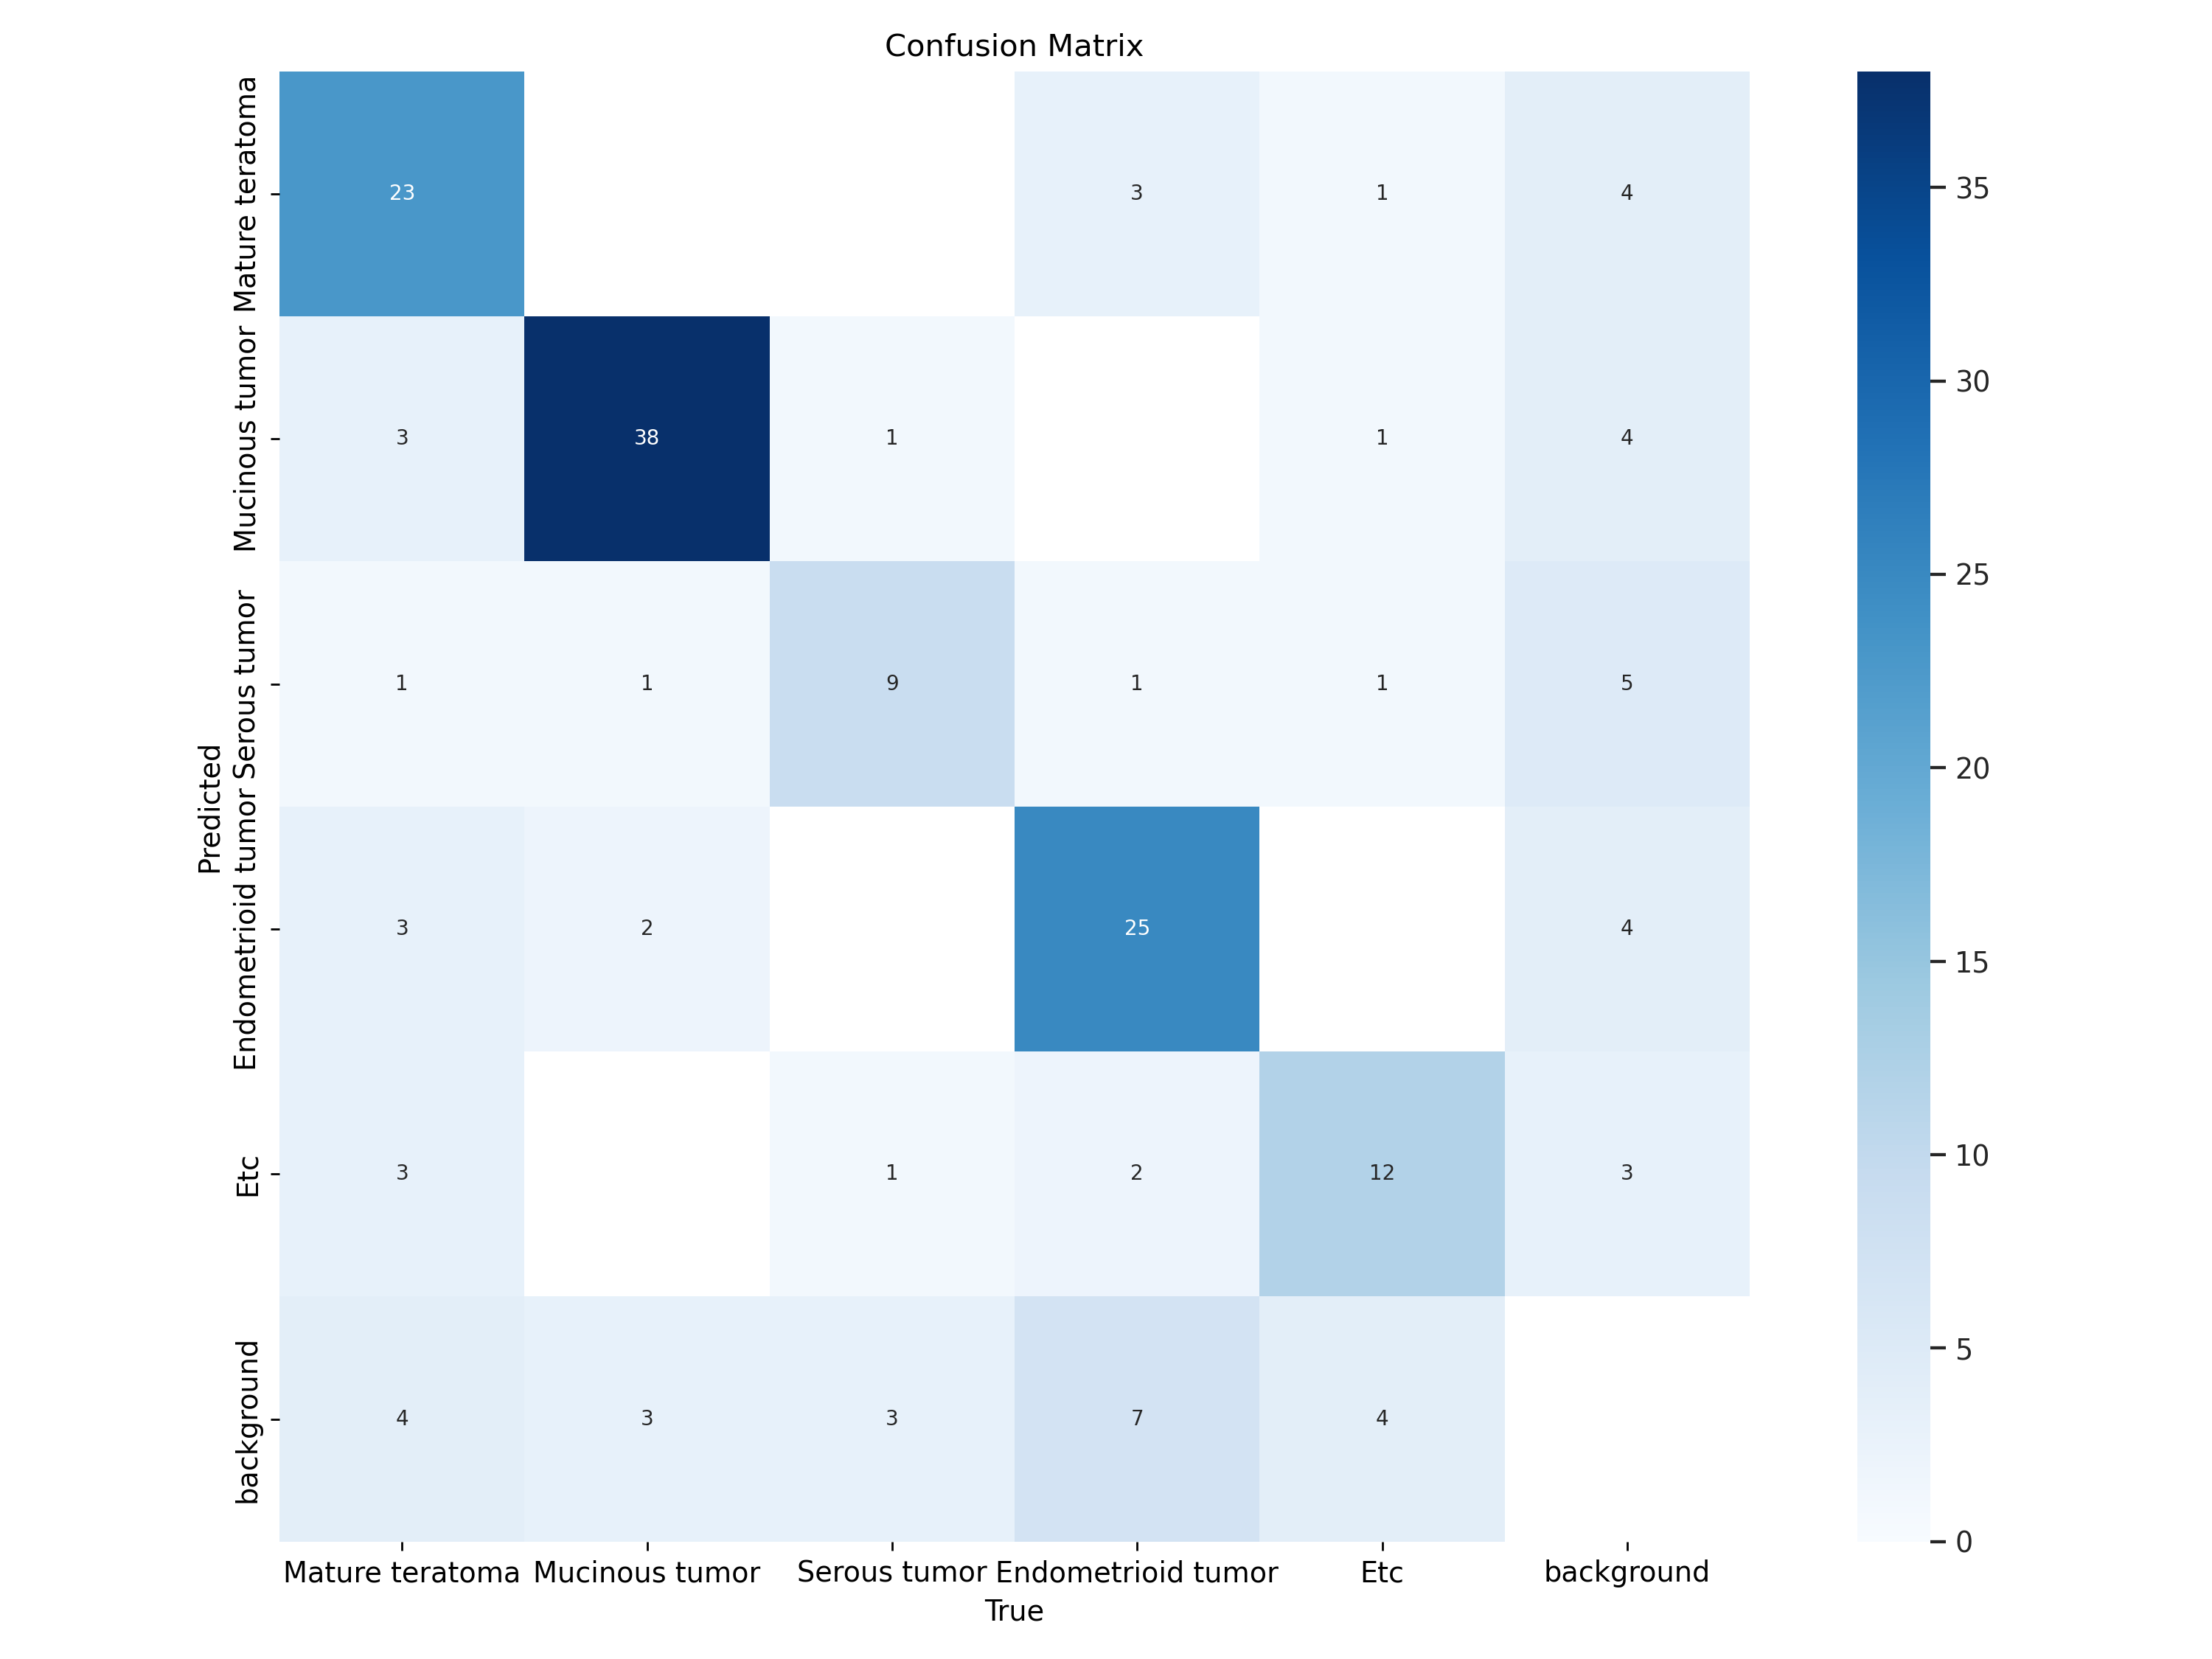 Confusion Matrix
Mature teratoma
23 3 1 4
Mucinous tumor
3 38 1 1 4
Serous tumor
1 1 9 1 1 5
Endometrioid tumor
3 2 25 4
Etc
3 1 2 12 3
background
4 3 3 7 4
Predicted
Mature teratoma Mucinous tumor Serous tumor Endometrioid tumor Etc background
True
35
30
25
20
15
10
5
0